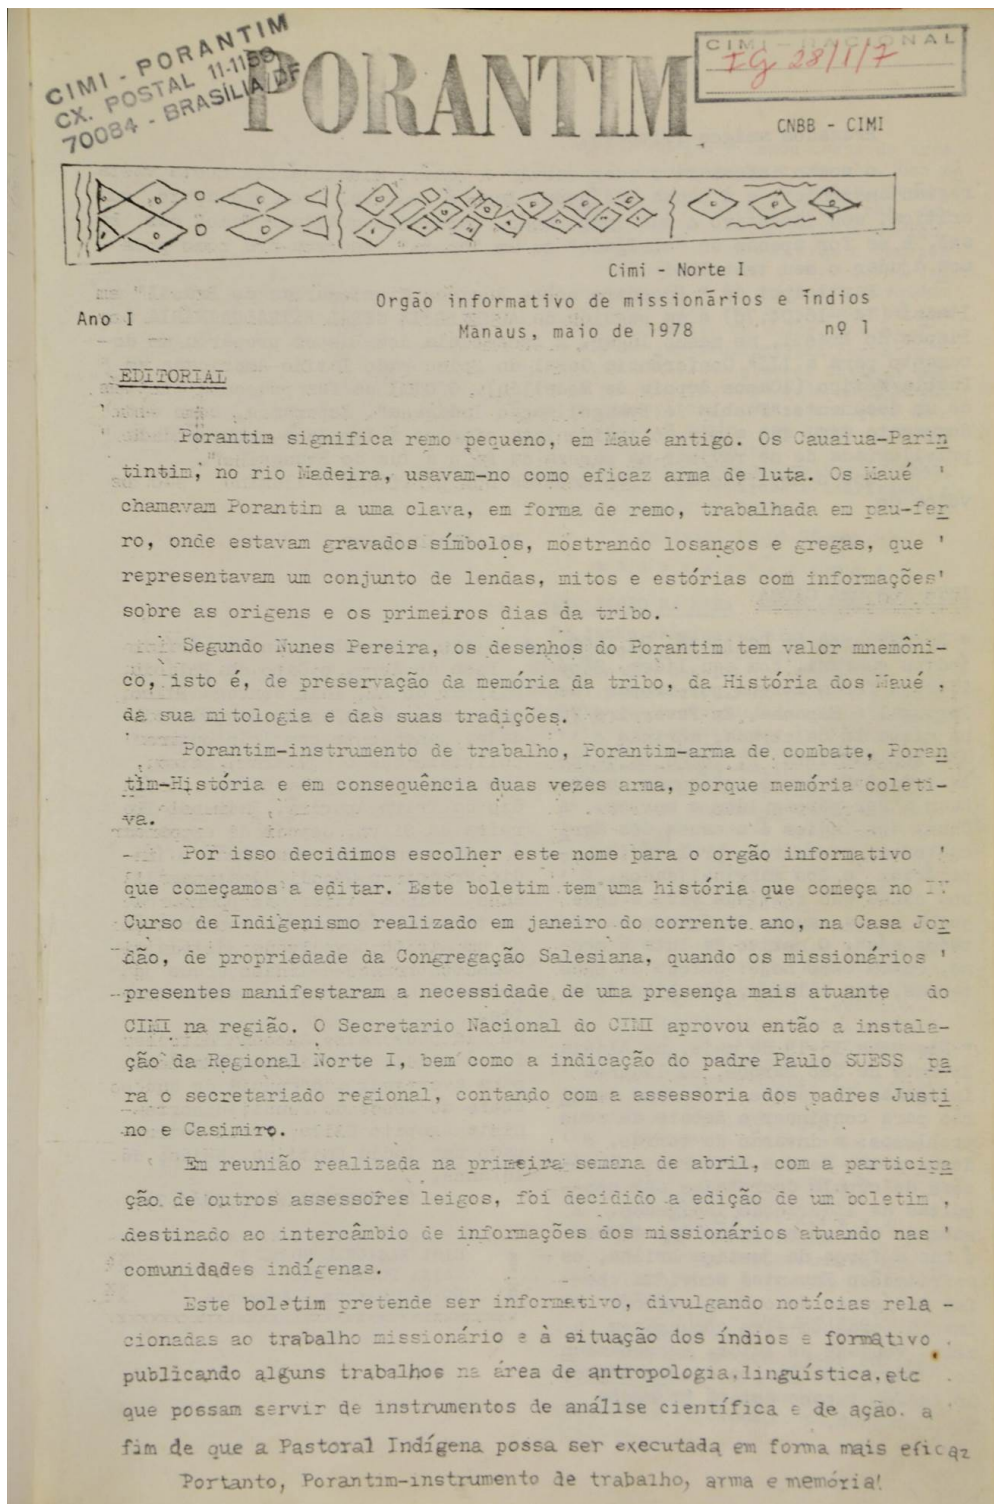 CIMI - PORANTIM
CX. POSTAL 11-1159
70084 - BRASÍLIA/DF
PORANTIM
CIMI - NACIONAL
28/1/7
CNBB - CIMI
Cimi - Norte I
Orgão informativo de missionários e índios
Ano I
Manaus, maio de 1978 nº 1
EDITORIAL
Porantim significa remo pequeno, em Maué antigo. Os Cauaiua-Parin
tintim, no rio Madeira, usavam-no como eficaz arma de luta. Os Maué '
chamavam Porantim a uma clava, em forma de remo, trabalhada em pau-fer
ro, onde estavam gravados símbolos, mostrando losangos e gregas, que '
representavam um conjunto de lendas, mitos e estórias com informações'
sobre as origens e os primeiros dias da tribo.
Segundo Nunes Pereira, os desenhos do Porantim tem valor mnemôni-
co, isto é, de preservação da memória da tribo, da História dos Maué ,
da sua mitologia e das suas tradições.
Porantim-instrumento de trabalho, Porantim-arma de combate, Poran
tim-História e em consequência duas vezes arma, porque memória coleti-
va.
Por isso decidimos escolher este nome para o orgão informativo '
que começamos a editar. Este boletim tem uma história que começa no IV
Curso de Indigenismo realizado em janeiro do corrente ano, na Casa Jor
dão, de propriedade da Congregação Salesiana, quando os missionários '
presentes manifestaram a necessidade de uma presença mais atuante do
CIMI na região. O Secretario Nacional do CIMI aprovou então a instala-
ção da Regional Norte I, bem como a indicação do padre Paulo SUESS pa
ra o secretariado regional, contando com a assessoria dos padres Justi
no e Casimiro.
Em reunião realizada na primeira semana de abril, com a participa
ção de outros assessores leigos, foi decidido a edição de um boletim ,
destinado ao intercâmbio de informações dos missionários atuando nas '
comunidades indígenas.
Este boletim pretende ser informativo, divulgando notícias rela -
cionadas ao trabalho missionário e à situação dos índios e formativo
publicando alguns trabalhos na área de antropologia, linguística, etc
que possam servir de instrumentos de análise científica e de ação. a
fim de que a Pastoral Indígena possa ser executada em forma mais eficaz
Portanto, Porantim-instrumento de trabalho, arma e memória!